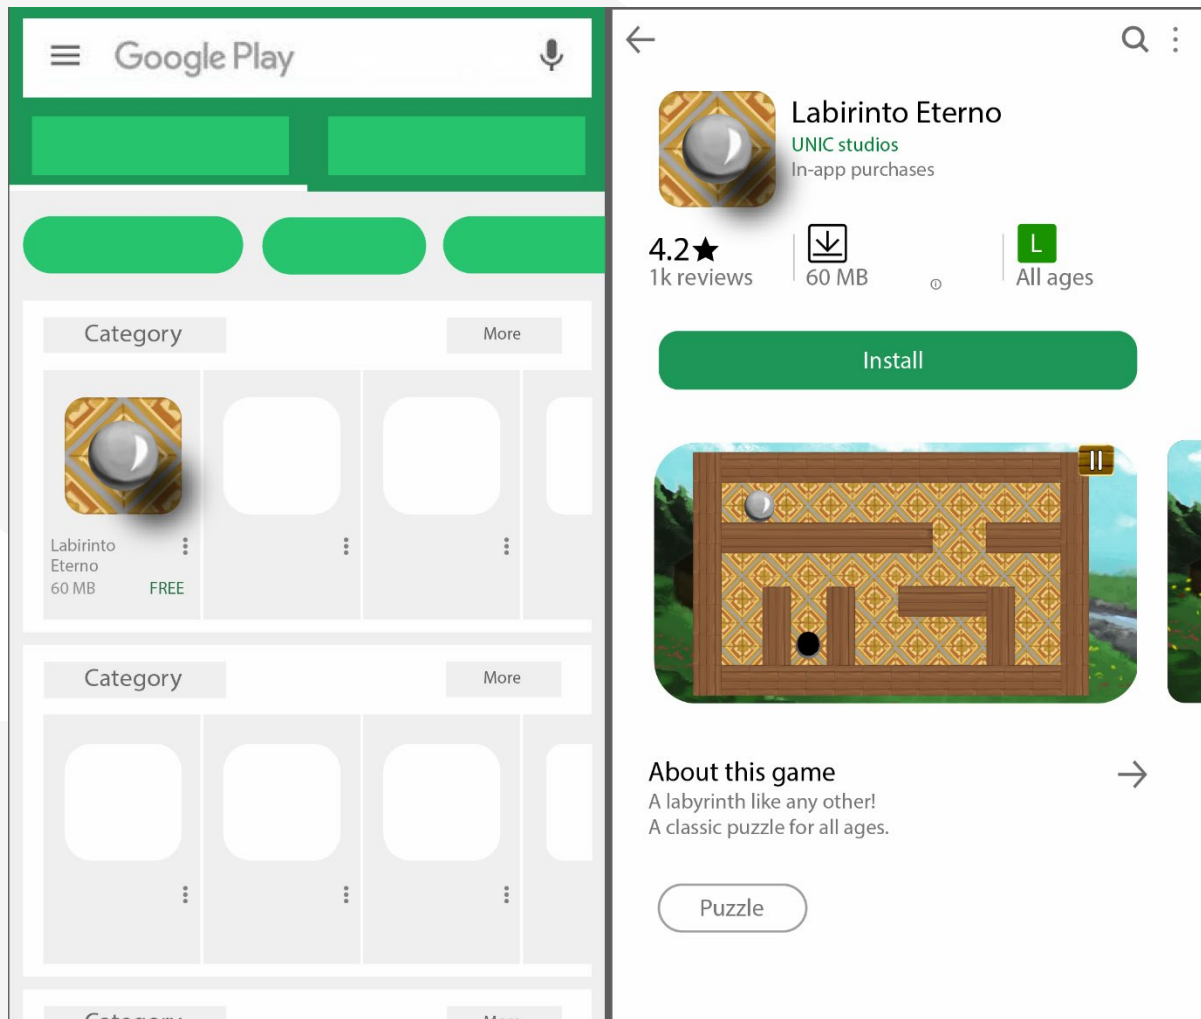 Google Play
Category
More
Labirinto
Eterno
60 MB
FREE
Category
More
Category
More
Labirinto Eterno
UNIC studios
In-app purchases
4.2★
1k reviews
60 MB
L
All ages
Install
About this game
A labyrinth like any other!
A classic puzzle for all ages.
Puzzle